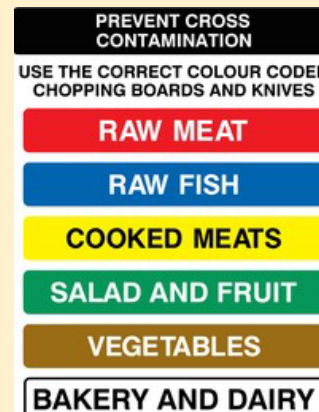 PREVENT CROSS
CONTAMINATION
USE THE CORRECT COLOUR CODE
CHOPPING BOARDS AND KNIVES
RAW MEAT
RAW FISH
COOKED MEATS
SALAD AND FRUIT
VEGETABLES
BAKERY AND DAIRY